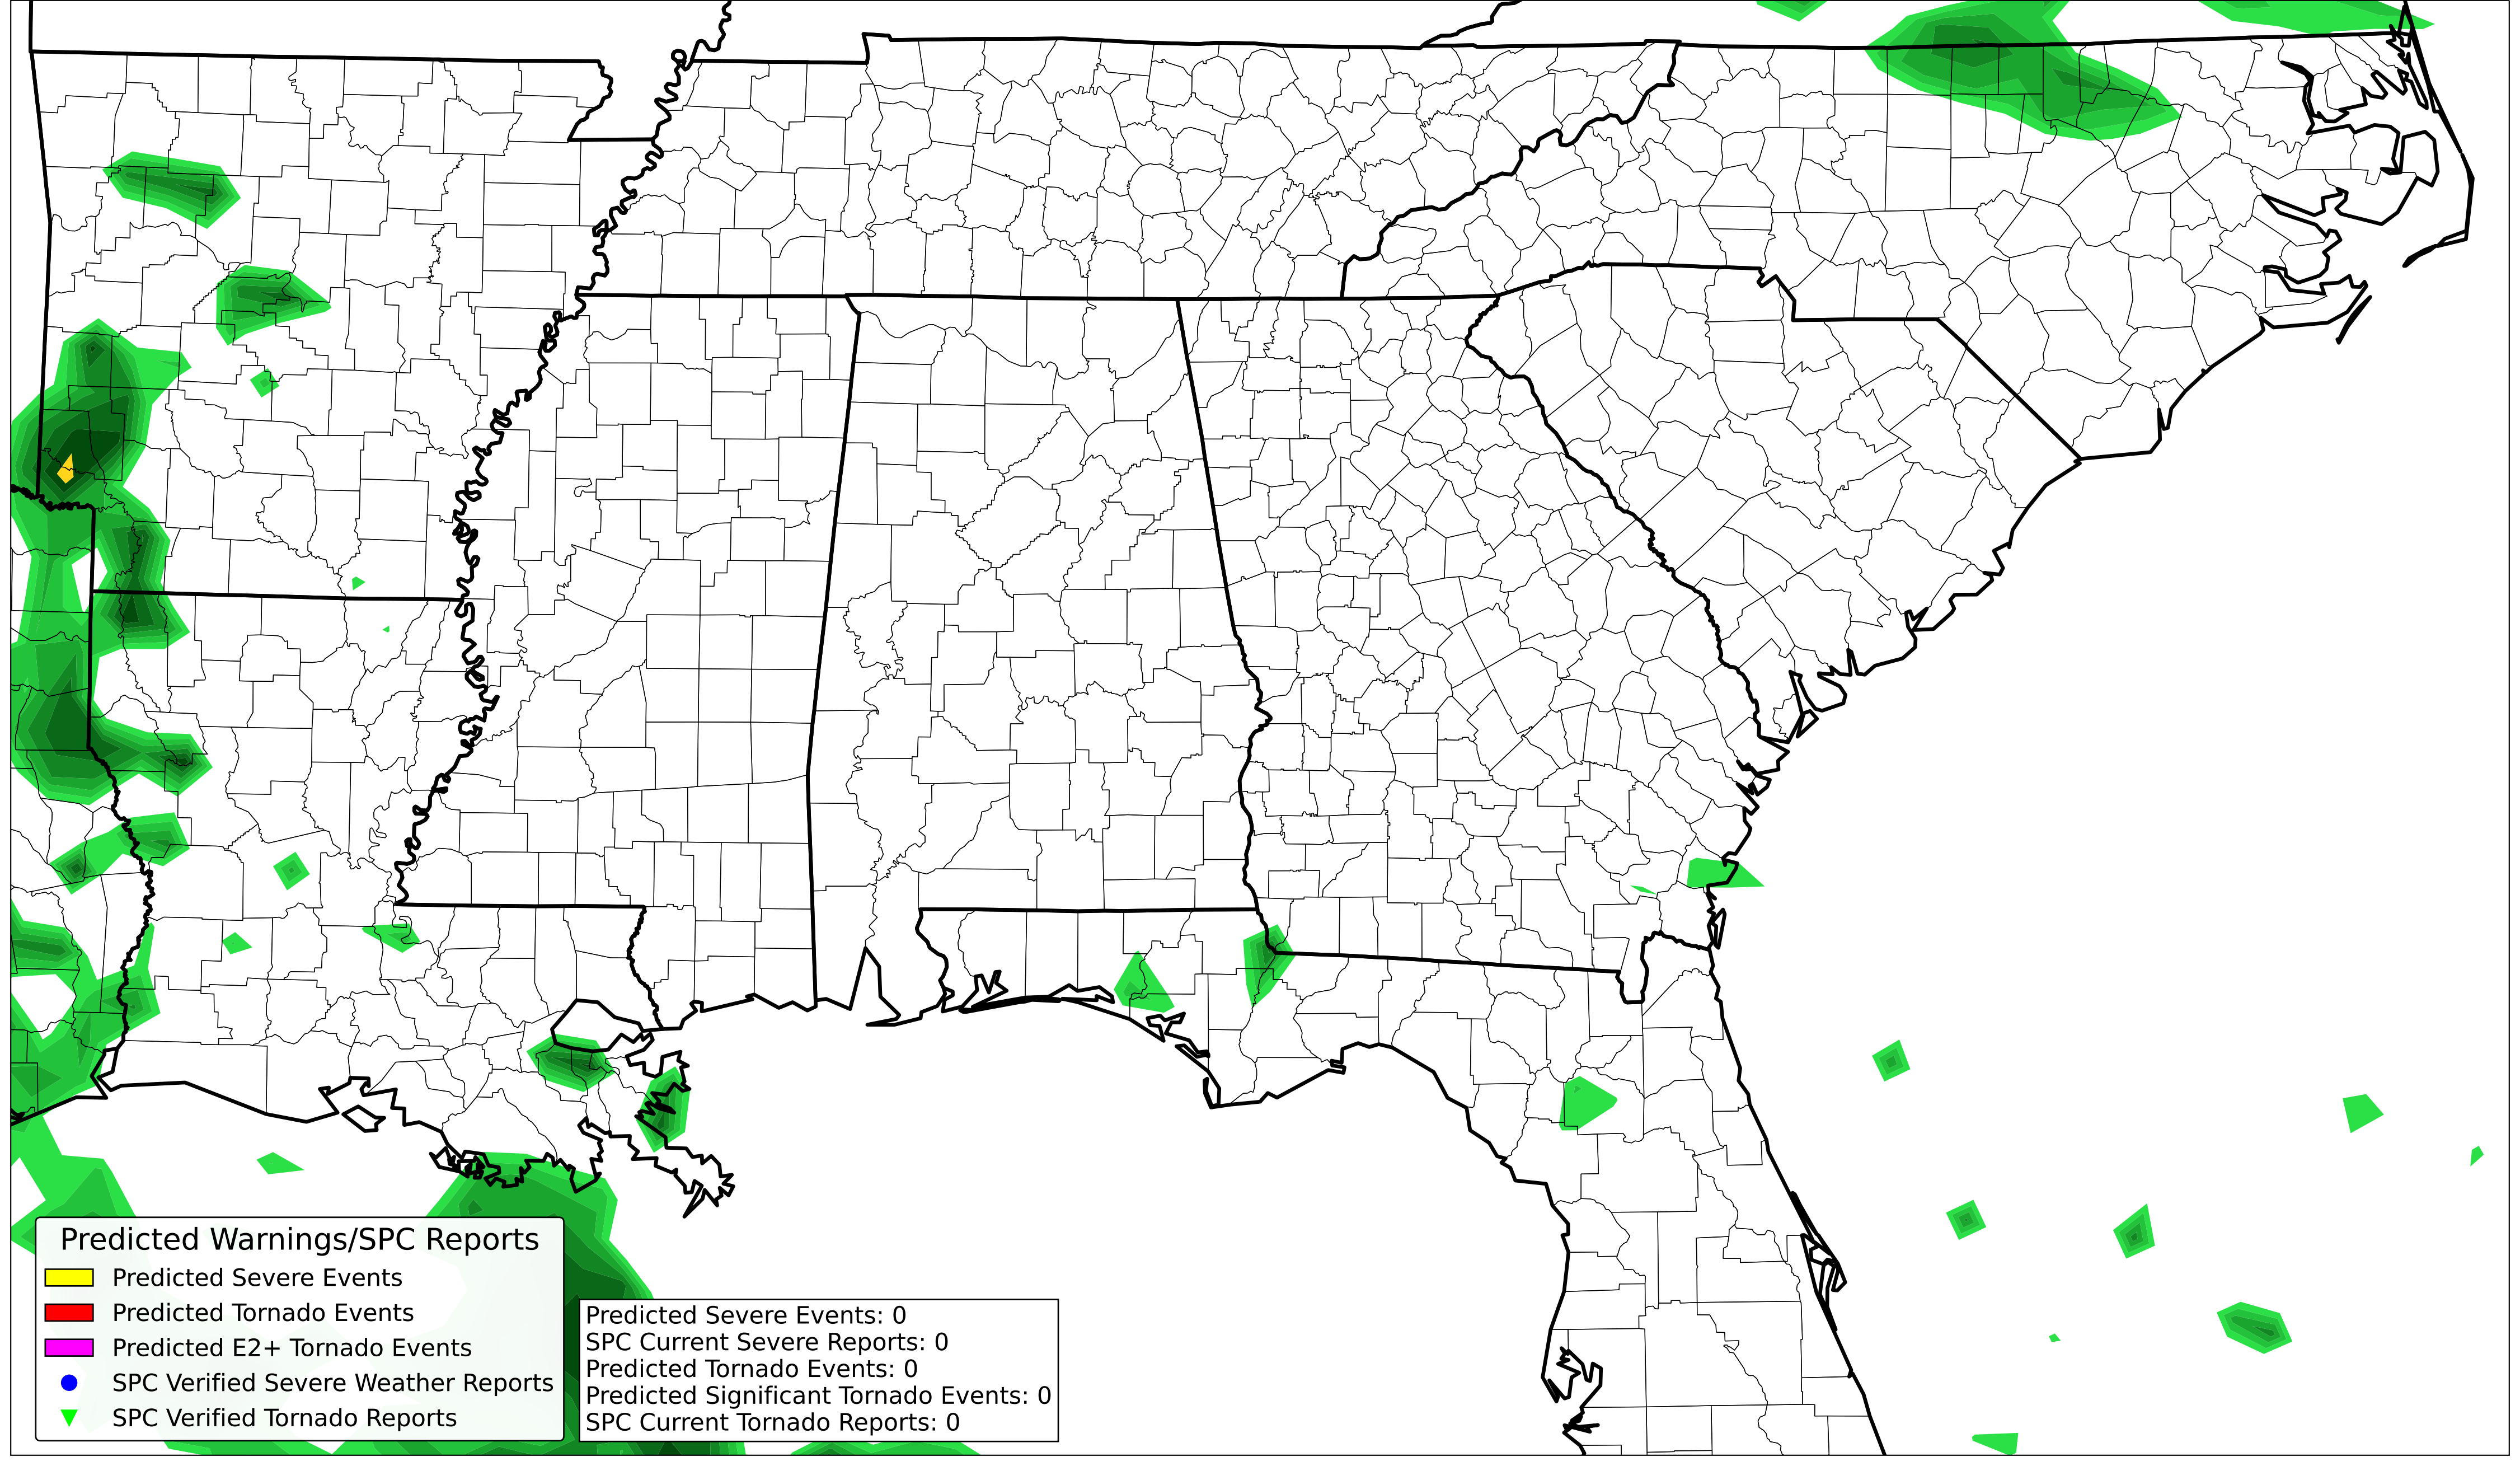 Predicted Warnings/SPC Reports
Predicted Severe Events
Predicted Tornado Events
Predicted E2+ Tornado Events
SPC Verified Severe Weather Reports
SPC Verified Tornado Reports
Predicted Severe Events: 0
SPC Current Severe Reports: 0
Predicted Tornado Events: 0
Predicted Significant Tornado Events: 0
SPC Current Tornado Reports: 0